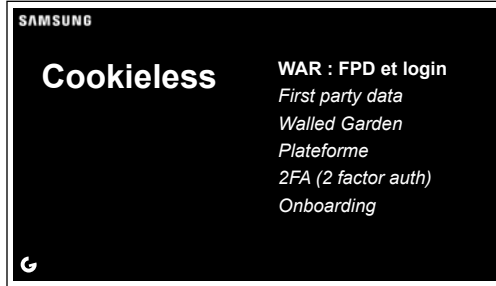 SAMSUNG
Cookieless
WAR : FPD et login
First party data
Walled Garden
Plateforme
2FA (2 factor auth)
Onboarding